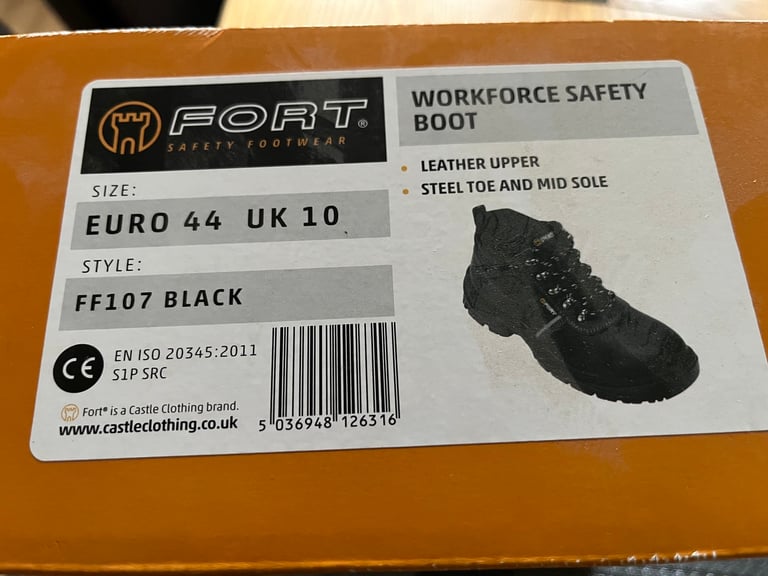 FORT®
SAFETY FOOTWEAR
WORKFORCE SAFETY
BOOT
• LEATHER UPPER
• STEEL TOE AND MID SOLE
SIZE:
EURO 44 UK 10
STYLE:
FF107 BLACK
CE
EN ISO 20345:2011
S1P SRC
Fort® is a Castle Clothing brand.
www.castleclothing.co.uk
5 036948 126316